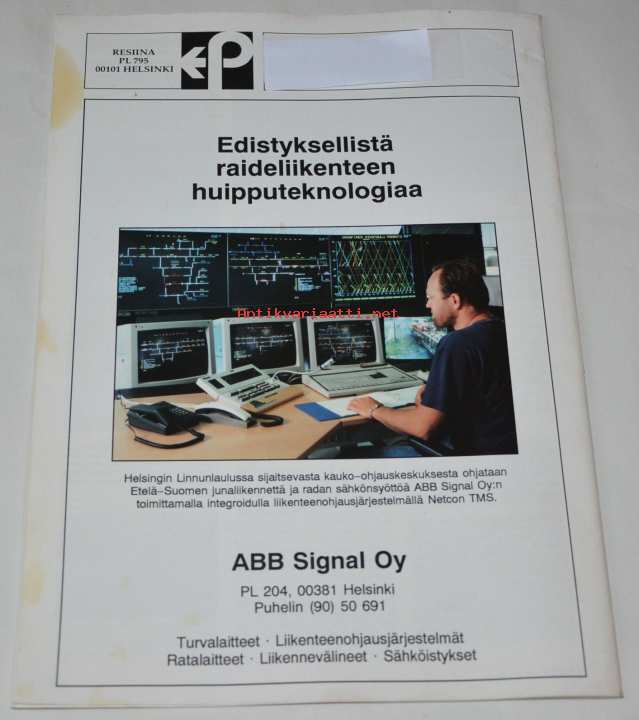 RESIINA
PL 795
00101 HELSINKI
Edistyksellistä
raideliikenteen
huipputeknologiaa
Antikvariaatti.net
Helsingin Linnunlaulussa sijaitsevasta kauko–ohjauskeskuksesta ohjataan
Etelä–Suomen junaliikennettä ja radan sähkönsyöttöä ABB Signal Oy:n
toimittamalla integroidulla liikenteenohjausjärjestelmällä Netcon TMS.
ABB Signal Oy
PL 204, 00381 Helsinki
Puhelin (90) 50 691
Turvalaitteet · Liikenteenohjausjärjestelmät
Ratalaitteet · Liikennevälineet · Sähköistykset